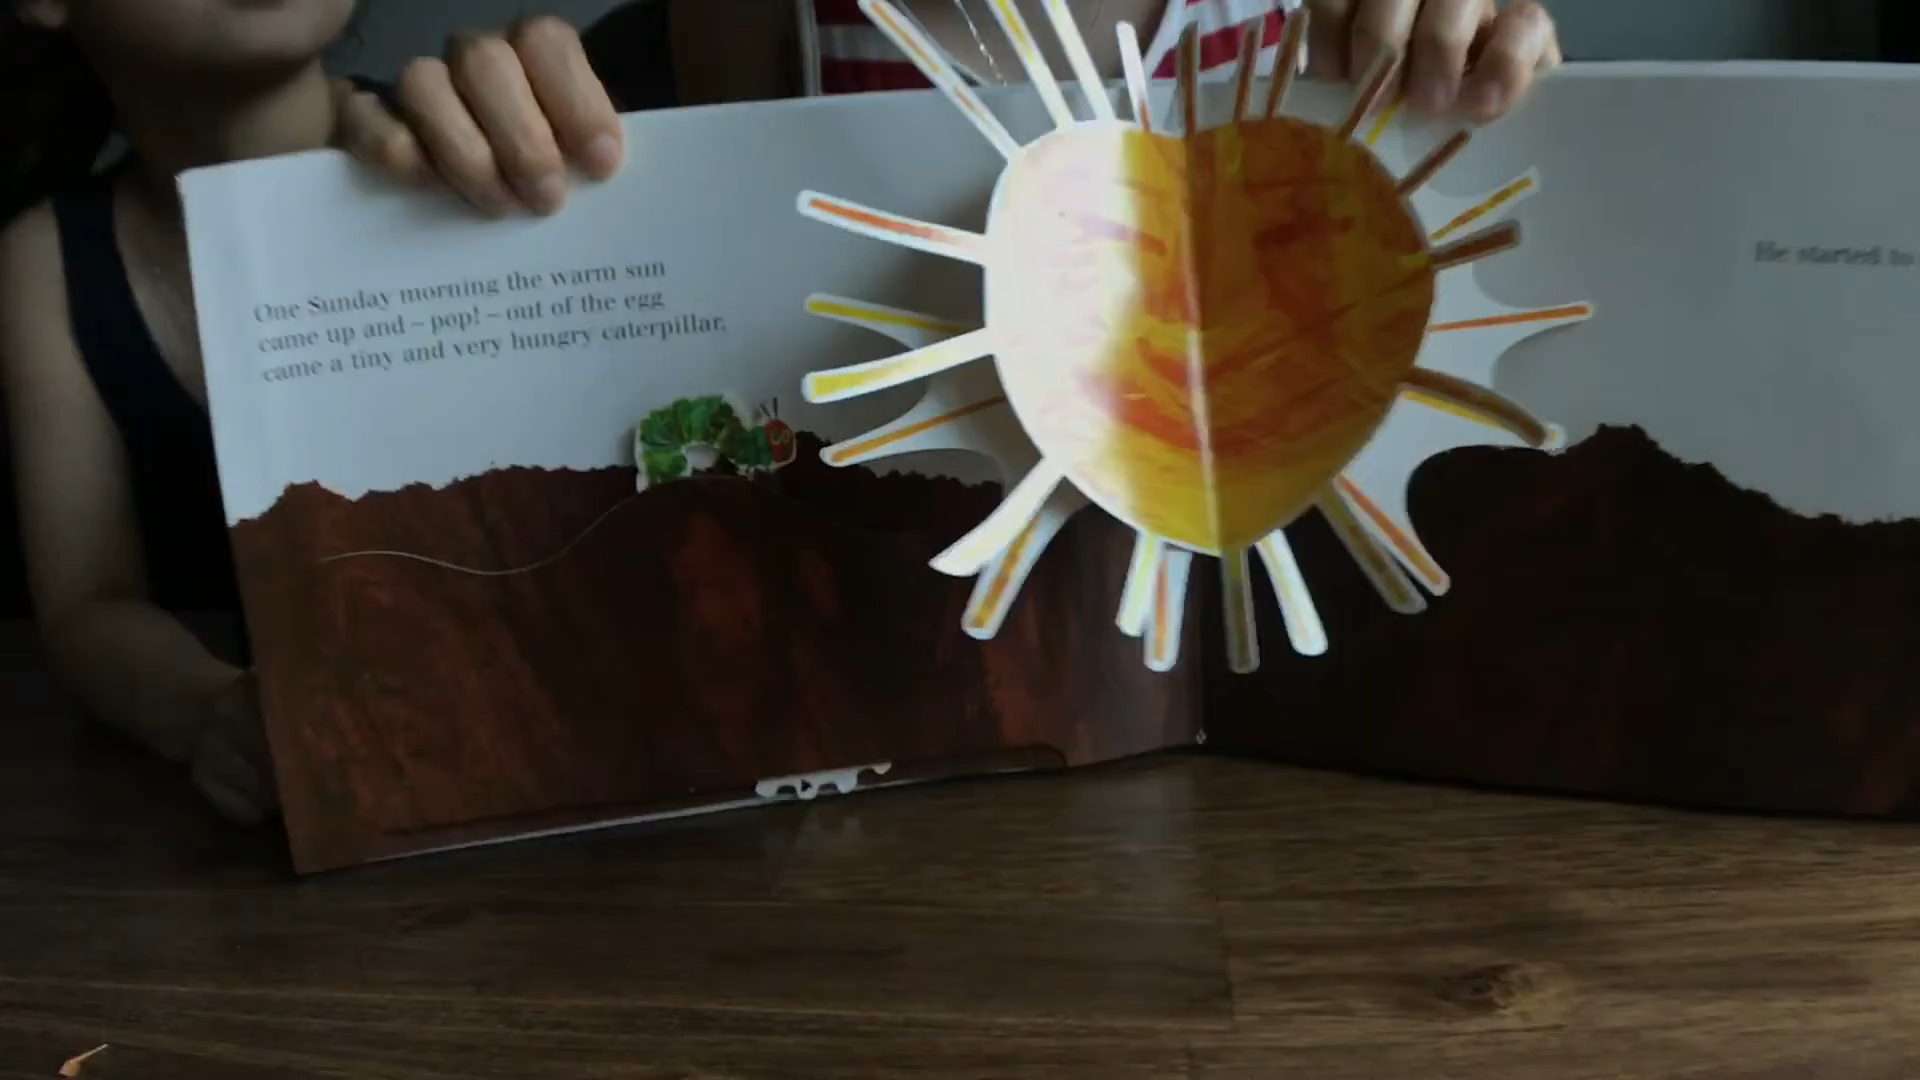 One Sunday morning the warm sun
came up and – pop! – out of the egg
came a tiny and very hungry caterpillar.
He started to